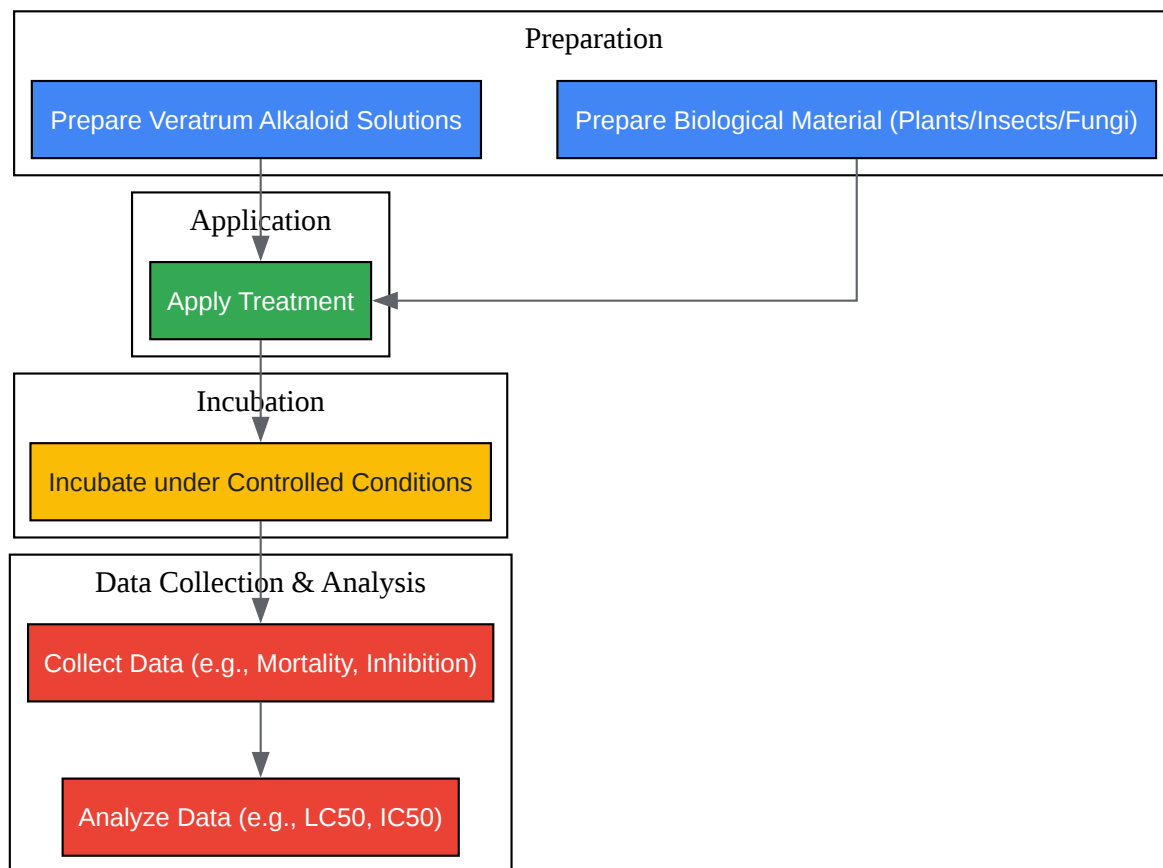 Preparation
Prepare Veratrum Alkaloid Solutions
Prepare Biological Material (Plants/Insects/Fungi)
Application
Apply Treatment
Incubation
Incubate under Controlled Conditions
Data Collection & Analysis
Collect Data (e.g., Mortality, Inhibition)
Analyze Data (e.g., LC50, IC50)